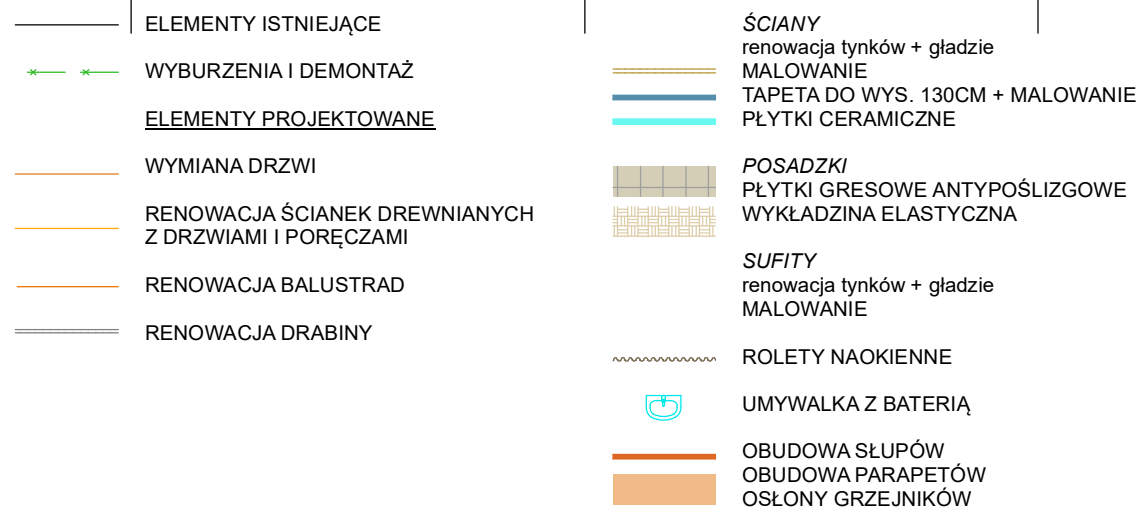 ELEMENTY ISTNIEJĄCE
WYBURZENIA I DEMONTAŻ
ELEMENTY PROJEKTOWANE
WYMIANA DRZWI
RENOWACJA ŚCIANEK DREWNIANYCH
Z DRZWIAMI I PORĘCZAMI
RENOWACJA BALUSTRAD
RENOWACJA DRABINY
ŚCIANY
renowacja tynków + gładzie
MALOWANIE
TAPETA DO WYS. 130CM + MALOWANIE
PŁYTKI CERAMICZNE
POSADZKI
PŁYTKI GRESOWE ANTYPOŚLIZGOWE
WYKŁADZINA ELASTYCZNA
SUFITY
renowacja tynków + gładzie
MALOWANIE
ROLETY NAOKIENNE
UMYWALKA Z BATERIĄ
OBUDOWA SŁUPÓW
OBUDOWA PARAPETÓW
OSŁONY GRZEJNIKÓW